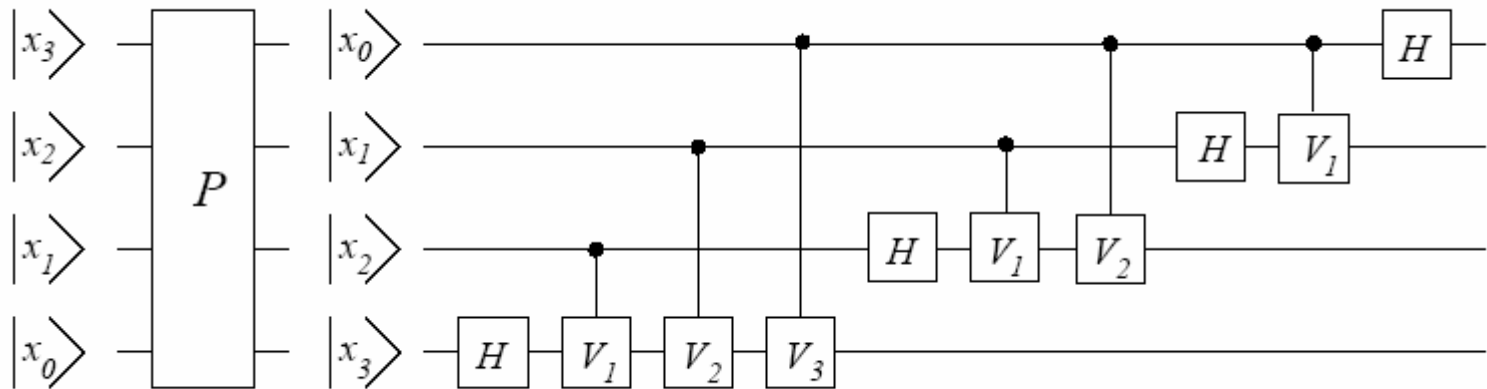 |x₃⟩ |x₀⟩ H
|x₂⟩ P |x₁⟩ H V₁
|x₁⟩ |x₂⟩ H V₁ V₂
|x₀⟩ |x₃⟩ H V₁ V₂ V₃